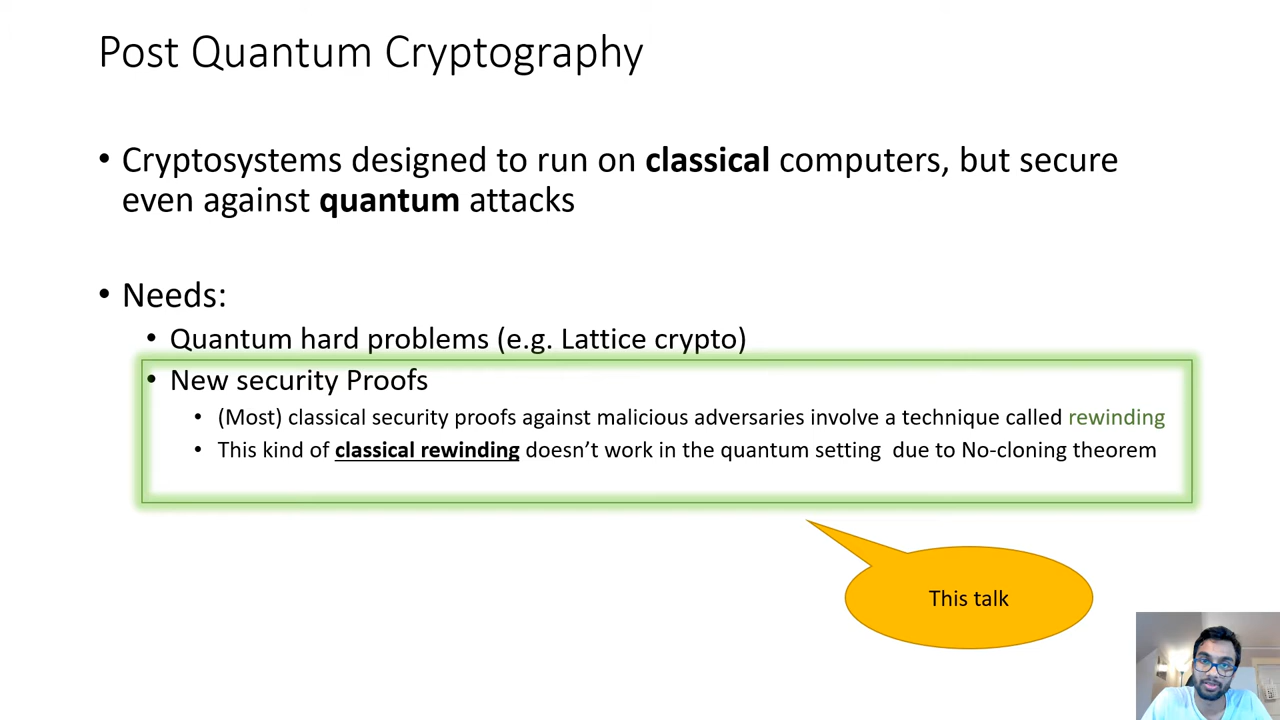 Post Quantum Cryptography
• Cryptosystems designed to run on classical computers, but secure
even against quantum attacks
• Needs:
• Quantum hard problems (e.g. Lattice crypto)
• New security Proofs
• (Most) classical security proofs against malicious adversaries involve a technique called rewinding
• This kind of classical rewinding doesn't work in the quantum setting due to No-cloning theorem
This talk